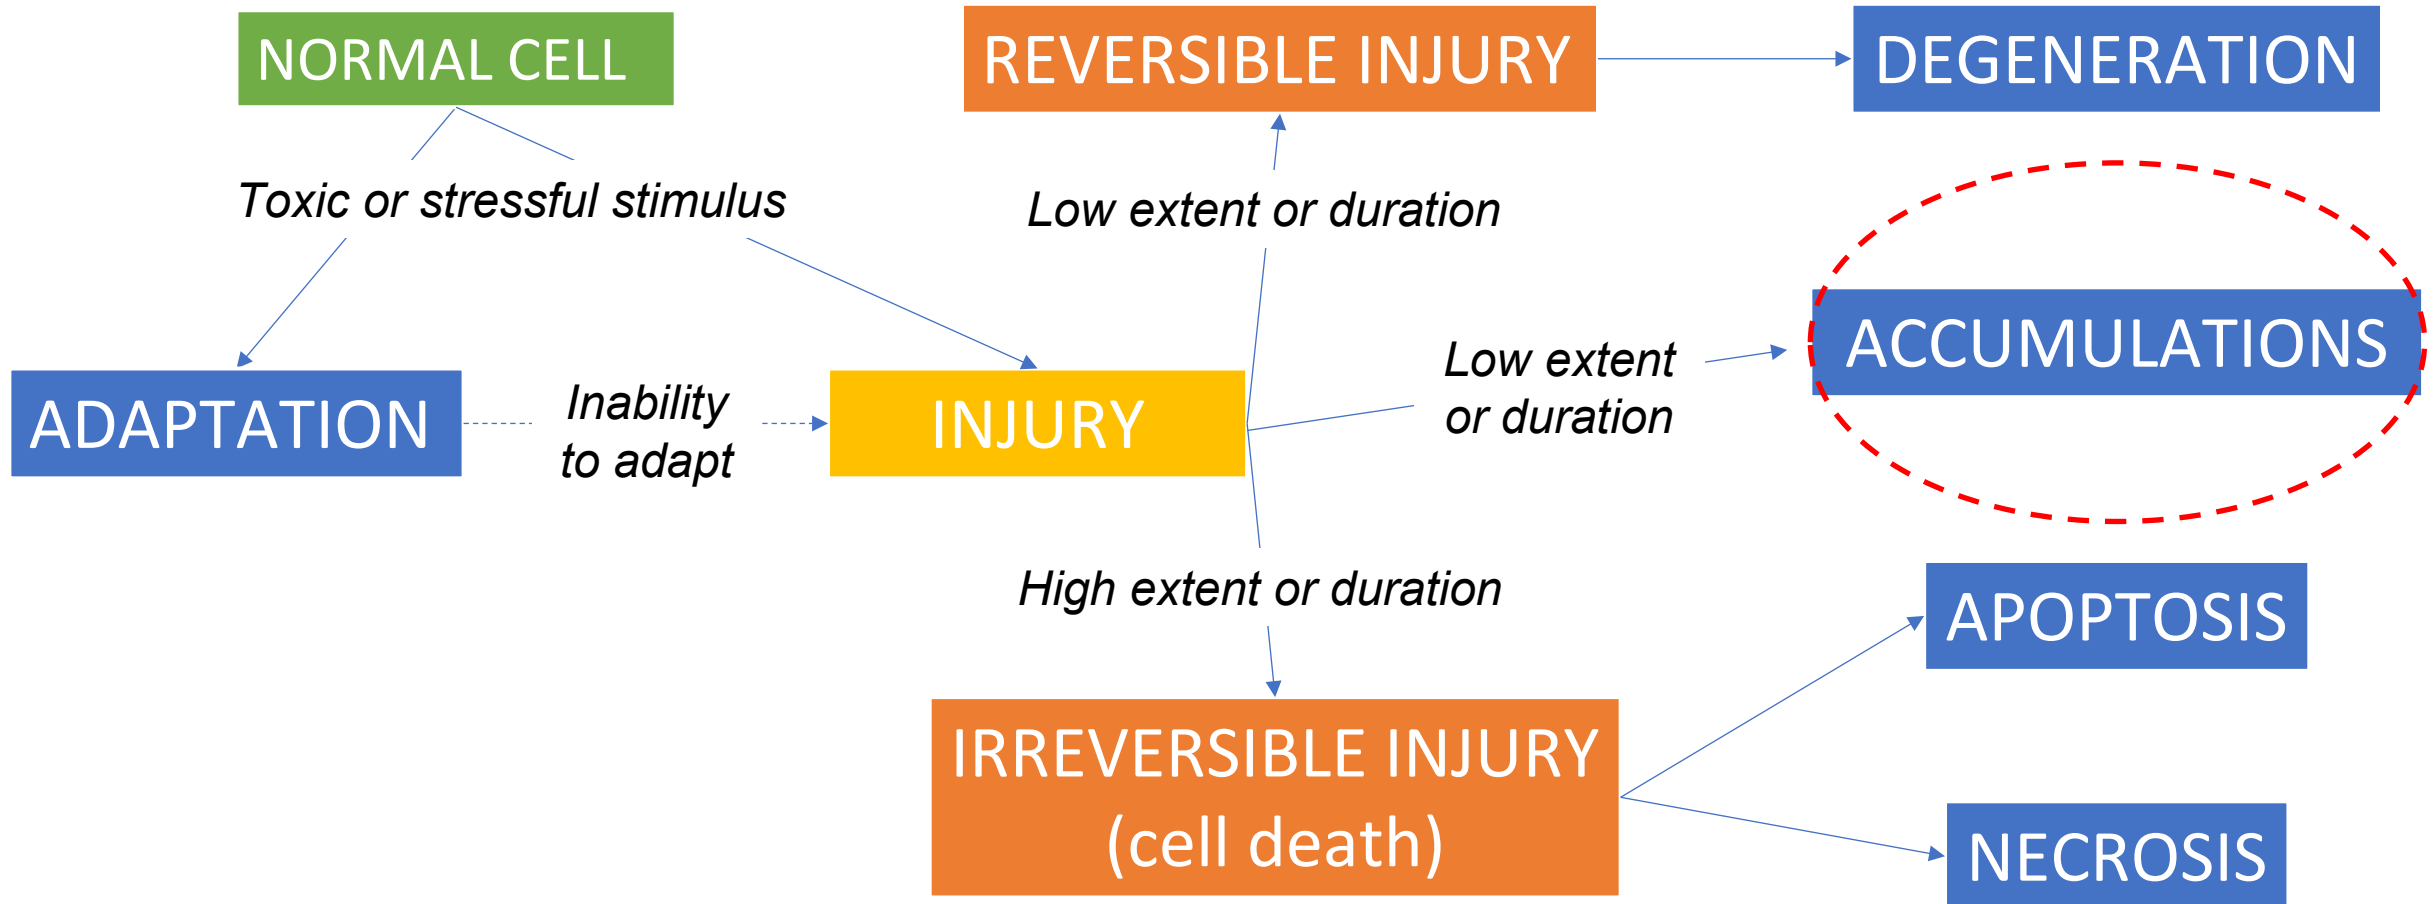 NORMAL CELL
REVERSIBLE INJURY
DEGENERATION
Toxic or stressful stimulus
Low extent or duration
ADAPTATION
Inability
to adapt
INJURY
Low extent
or duration
ACCUMULATIONS
High extent or duration
IRREVERSIBLE INJURY
(cell death)
APOPTOSIS
NECROSIS